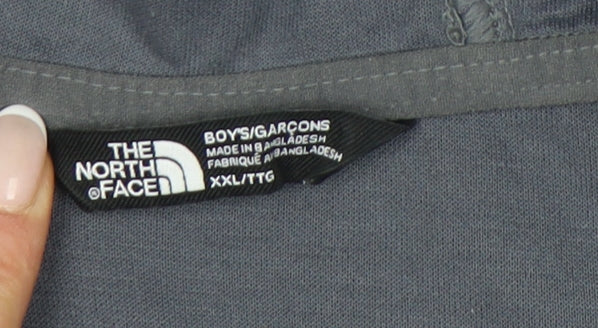 THE
NORTH
®FACE
BOY'S/GARÇONS
MADE IN BANGLADESH
FABRIQUÉ AU BANGLADESH
XXL/TTG